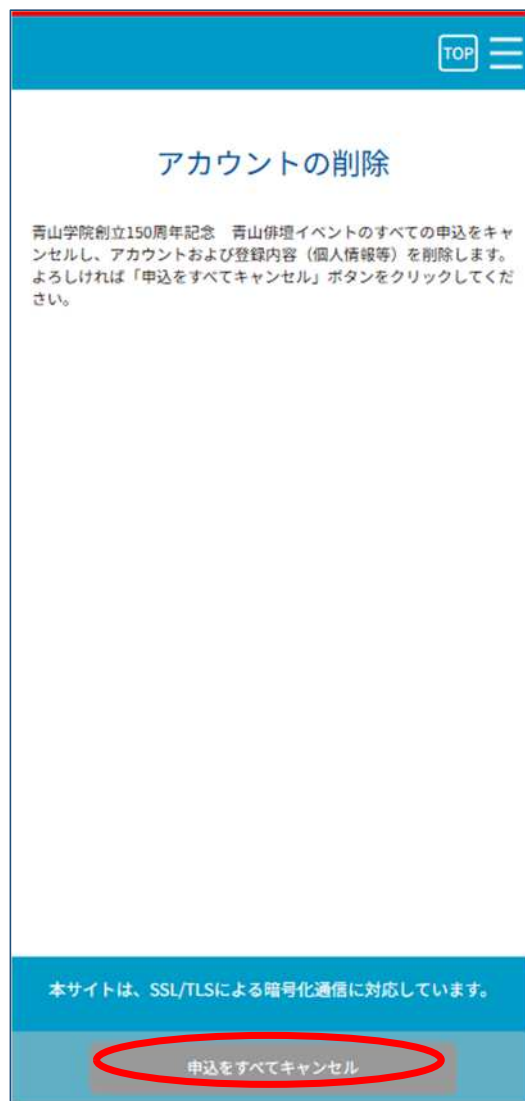 TOP
アカウントの削除
青山学院創立150周年記念　青山俳壇イベントのすべての申込をキャ
ンセルし、アカウントおよび登録内容（個人情報等）を削除します。
よろしければ「申込をすべてキャンセル」ボタンをクリックしてくだ
さい。
本サイトは、SSL/TLSによる暗号化通信に対応しています。
申込をすべてキャンセル